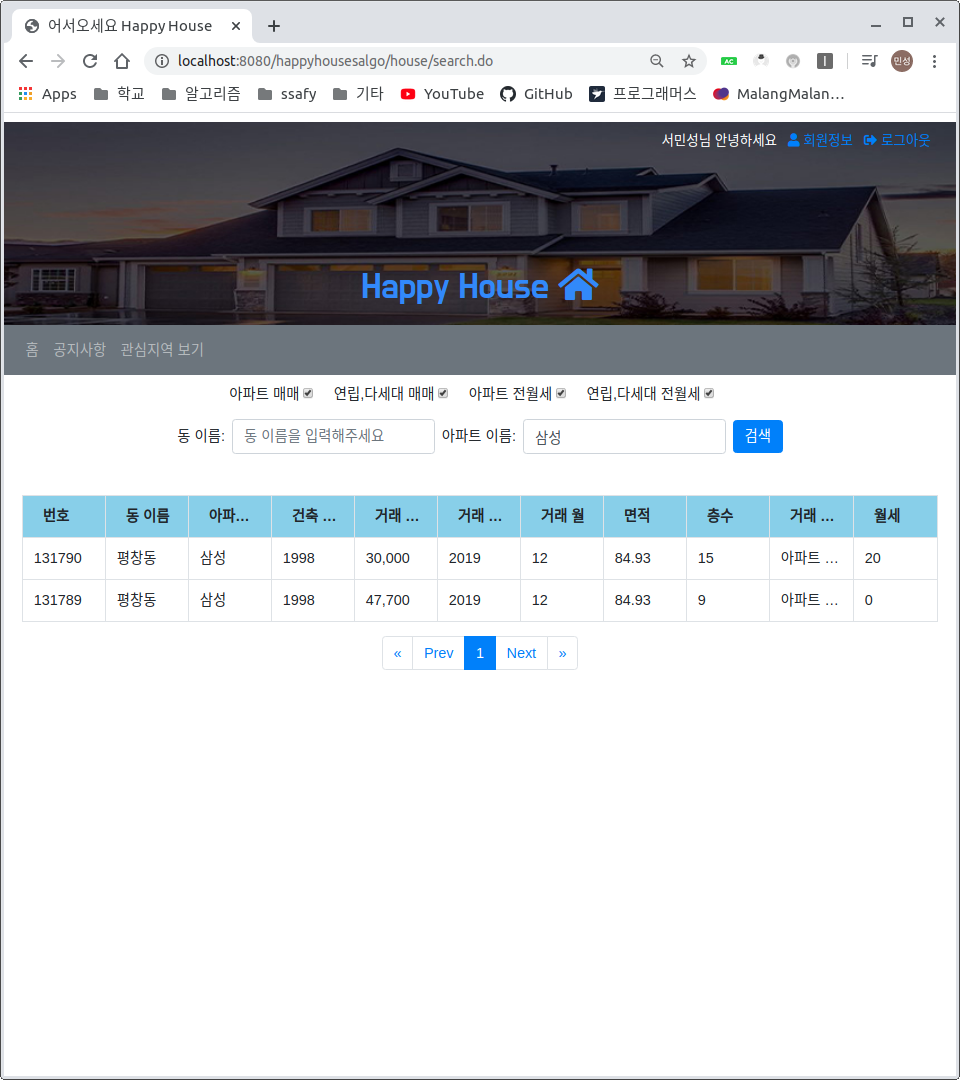 어서오세요 Happy House
localhost:8080/happyhousesalgo/house/search.do
AC
민성
Apps 학교 알고리즘 ssafy 기타 YouTube GitHub 프로그래머스 MalangMalan…
서민성님 안녕하세요 회원정보 로그아웃
Happy House
홈 공지사항 관심지역 보기
아파트 매매 연립,다세대 매매 아파트 전월세 연립,다세대 전월세
동 이름: 동 이름을 입력해주세요 아파트 이름: 삼성 검색
번호 동 이름 아파… 건축 … 거래 … 거래 … 거래 월 면적 층수 거래 … 월세
131790 평창동 삼성 1998 30,000 2019 12 84.93 15 아파트 … 20
131789 평창동 삼성 1998 47,700 2019 12 84.93 9 아파트 … 0
« Prev 1 Next »